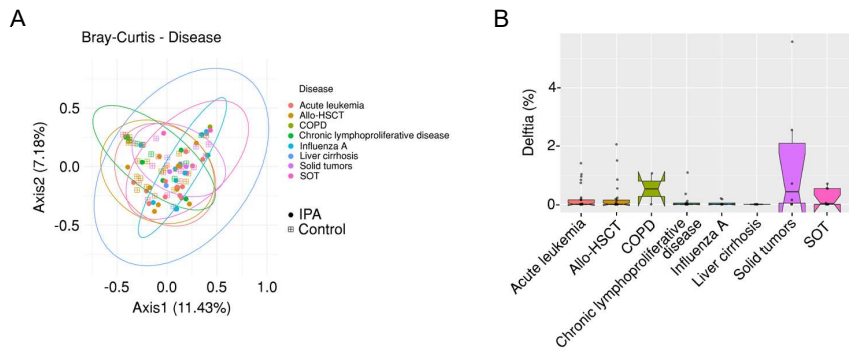 A
Bray-Curtis - Disease
Axis2 (7.18%)
0.5
0.0
-0.5
-0.5
0.0
0.5
1.0
Axis1 (11.43%)
Disease
Acute leukemia
Allo-HSCT
COPD
Chronic lymphoproliferative disease
Influenza A
Liver cirrhosis
Solid tumors
SOT
IPA
Control
B
Delftia (%)
4
2
0
Acute leukemia
Allo-HSCT
COPD
Chronic lymphoproliferative
disease
Influenza A
Liver cirrhosis
Solid tumors
SOT